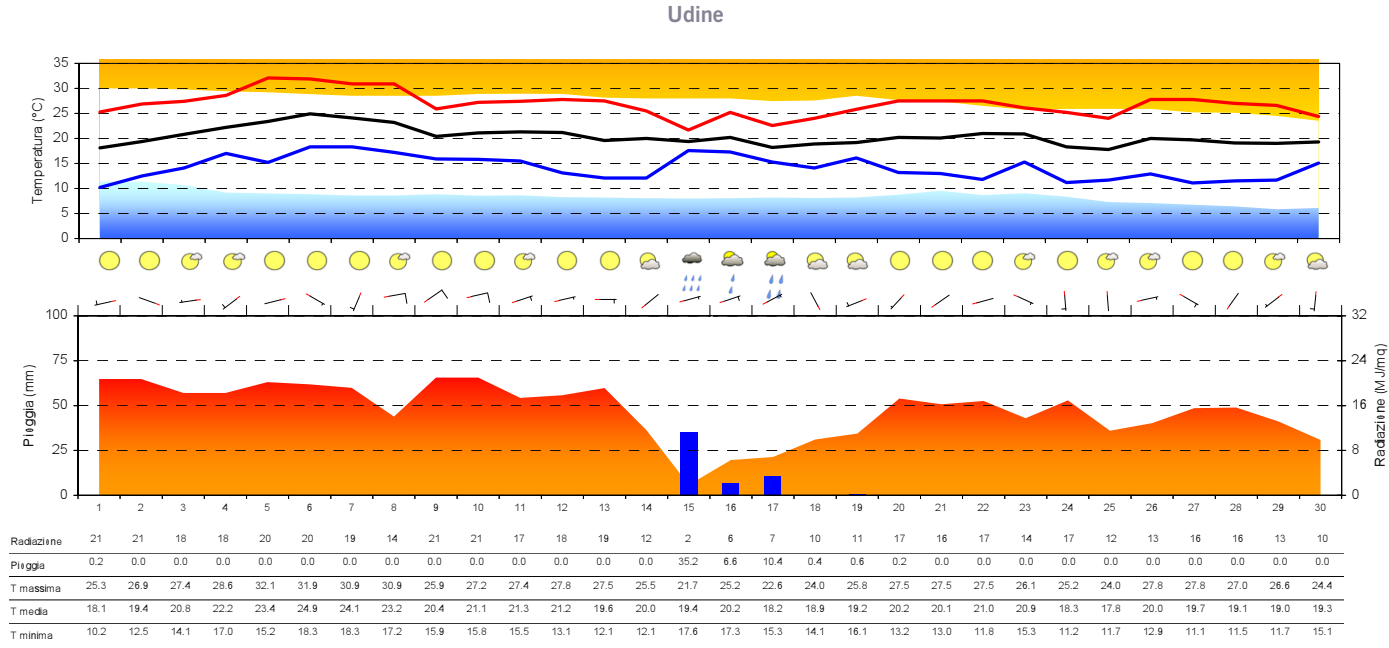 Udine
35
30
25
20
15
10
5
0
Temperatura (°C)
100
75
50
25
0
Pioggia (mm)
32
24
16
8
0
Radiazione (MJ/mq)
1 2 3 4 5 6 7 8 9 10 11 12 13 14 15 16 17 18 19 20 21 22 23 24 25 26 27 28 29 30
Radiazione 21 21 18 18 20 20 19 14 21 21 17 18 19 12 2 6 7 10 11 17 16 17 14 17 12 13 16 16 13 10
Pioggia 0.2 0.0 0.0 0.0 0.0 0.0 0.0 0.0 0.0 0.0 0.0 0.0 0.0 0.0 35.2 6.6 10.4 0.4 0.6 0.2 0.0 0.0 0.0 0.0 0.0 0.0 0.0 0.0 0.0 0.0
T massima 25.3 26.9 27.4 28.6 32.1 31.9 30.9 30.9 25.9 27.2 27.4 27.8 27.5 25.5 21.7 25.2 22.6 24.0 25.8 27.5 27.5 27.5 26.1 25.2 24.0 27.8 27.8 27.0 26.6 24.4
T media 18.1 19.4 20.8 22.2 23.4 24.9 24.1 23.2 20.4 21.1 21.3 21.2 19.6 20.0 19.4 20.2 18.2 18.9 19.2 20.2 20.1 21.0 20.9 18.3 17.8 20.0 19.7 19.1 19.0 19.3
T minima 10.2 12.5 14.1 17.0 15.2 18.3 18.3 17.2 15.9 15.8 15.5 13.1 12.1 12.1 17.6 17.3 15.3 14.1 16.1 13.2 13.0 11.8 15.3 11.2 11.7 12.9 11.1 11.5 11.7 15.1